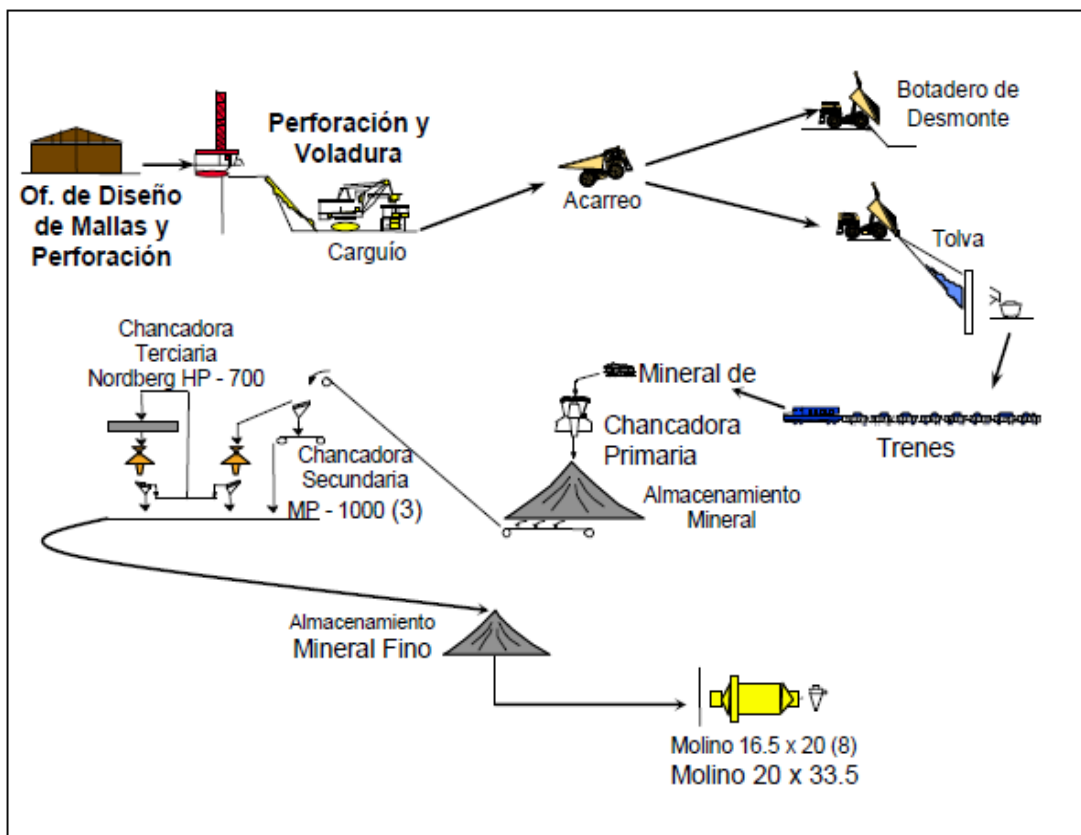 Of. de Diseño
de Mallas y
Perforación
Perforación y
Voladura
Carguío
Acarreo
Botadero de
Desmonte
Tolva
Trenes
Mineral de
Chancadora
Primaria
Almacenamiento
Mineral
Chancadora
Terciaria
Nordberg HP - 700
Chancadora
Secundaria
MP - 1000 (3)
Almacenamiento
Mineral Fino
Molino 16.5 x 20 (8)
Molino 20 x 33.5